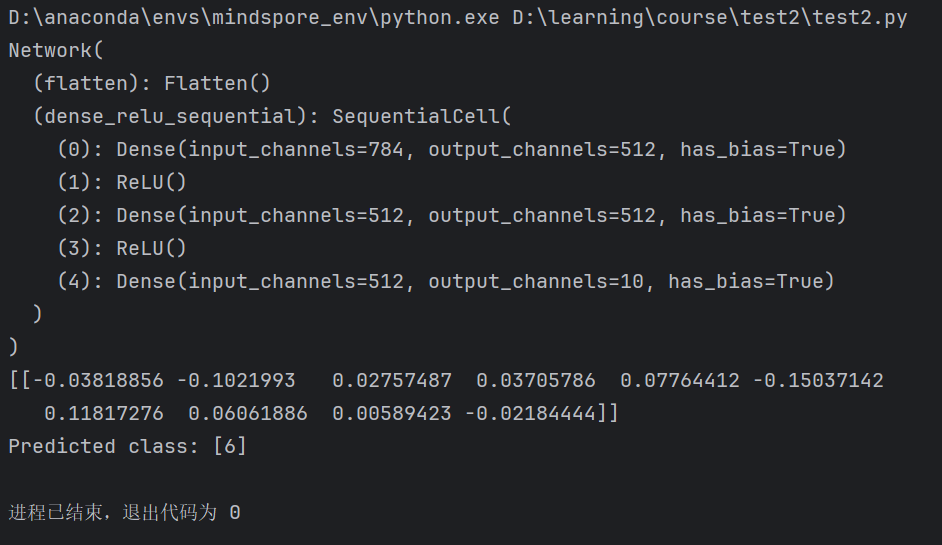 D:\anaconda\envs\mindspore_env\python.exe D:\learning\course\test2\test2.py
Network(
  (flatten): Flatten()
  (dense_relu_sequential): SequentialCell(
    (0): Dense(input_channels=784, output_channels=512, has_bias=True)
    (1): ReLU()
    (2): Dense(input_channels=512, output_channels=512, has_bias=True)
    (3): ReLU()
    (4): Dense(input_channels=512, output_channels=10, has_bias=True)
  )
)
[[-0.03818856 -0.1021993   0.02757487  0.03705786  0.07764412 -0.15037142
   0.11817276  0.06061886  0.00589423 -0.02184444]]
Predicted class: [6]
进程已结束，退出代码为 0